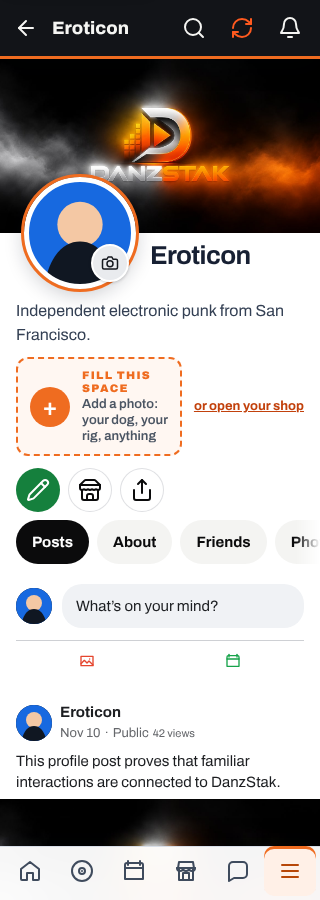 Eroticon
DANZSTAK
Eroticon
Independent electronic punk from San
Francisco.
FILL THIS
SPACE
Add a photo:
your dog, your
rig, anything
or open your shop
Posts About Friends Pho
What's on your mind?
Eroticon
Nov 10 · Public 42 views
This profile post proves that familiar
interactions are connected to DanzStak.